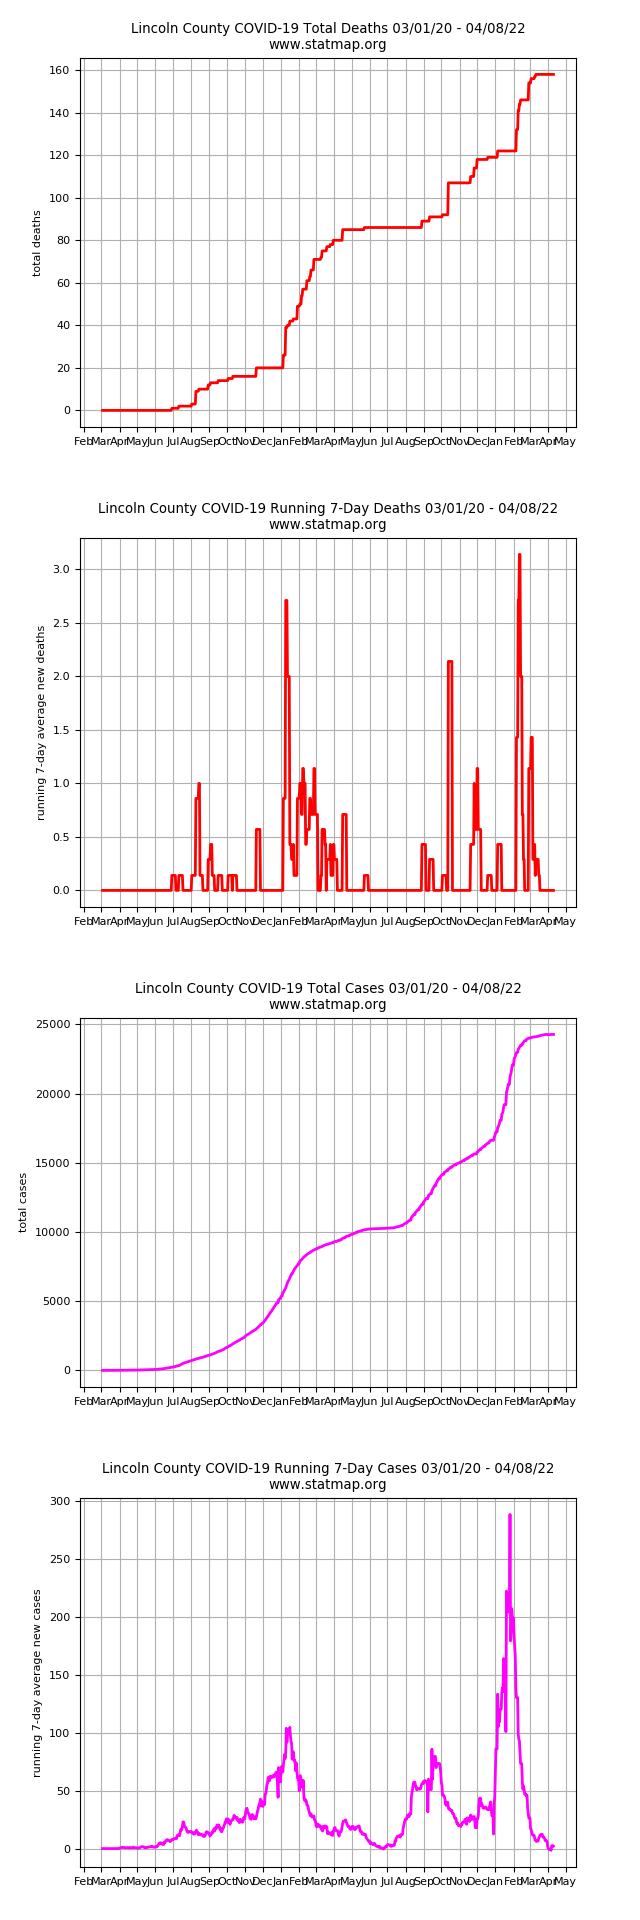 Lincoln County COVID-19 Total Deaths 03/01/20 - 04/08/22
www.statmap.org
160
140
120
100
80
60
40
20
0
total deaths
Feb Mar Apr May Jun Jul Aug Sep Oct Nov Dec Jan Feb Mar Apr May Jun Jul Aug Sep Oct Nov Dec Jan Feb Mar Apr May
Lincoln County COVID-19 Running 7-Day Deaths 03/01/20 - 04/08/22
www.statmap.org
3.0
2.5
2.0
1.5
1.0
0.5
0.0
running 7-day average new deaths
Feb Mar Apr May Jun Jul Aug Sep Oct Nov Dec Jan Feb Mar Apr May Jun Jul Aug Sep Oct Nov Dec Jan Feb Mar Apr May
Lincoln County COVID-19 Total Cases 03/01/20 - 04/08/22
www.statmap.org
25000
20000
15000
10000
5000
0
total cases
Feb Mar Apr May Jun Jul Aug Sep Oct Nov Dec Jan Feb Mar Apr May Jun Jul Aug Sep Oct Nov Dec Jan Feb Mar Apr May
Lincoln County COVID-19 Running 7-Day Cases 03/01/20 - 04/08/22
www.statmap.org
300
250
200
150
100
50
0
running 7-day average new cases
Feb Mar Apr May Jun Jul Aug Sep Oct Nov Dec Jan Feb Mar Apr May Jun Jul Aug Sep Oct Nov Dec Jan Feb Mar Apr May